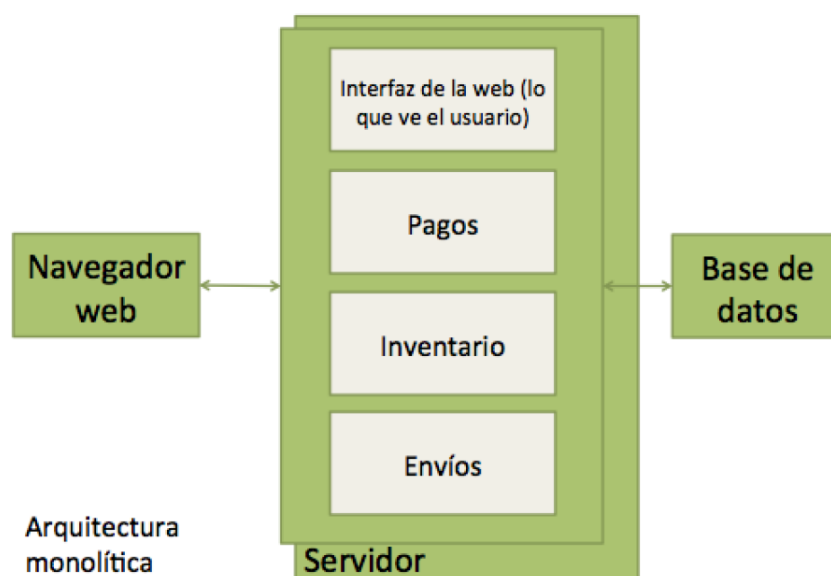 Interfaz de la web (lo
que ve el usuario)
Pagos
Navegador
web
Base de
datos
Inventario
Envíos
Arquitectura
monolítica
Servidor